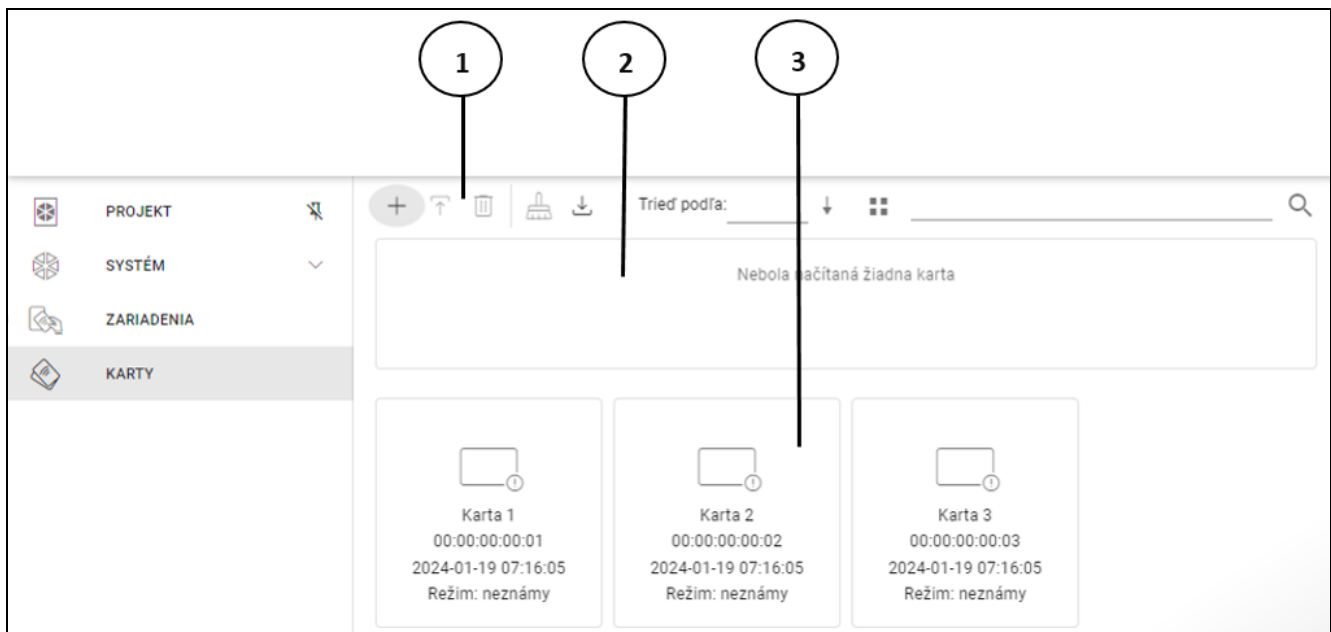 1 2 3
PROJEKT
SYSTÉM
ZARIADENIA
KARTY
Trieď podľa:
Nebola načítaná žiadna karta
Karta 1
00:00:00:00:01
2024-01-19 07:16:05
Režim: neznámy
Karta 2
00:00:00:00:02
2024-01-19 07:16:05
Režim: neznámy
Karta 3
00:00:00:00:03
2024-01-19 07:16:05
Režim: neznámy